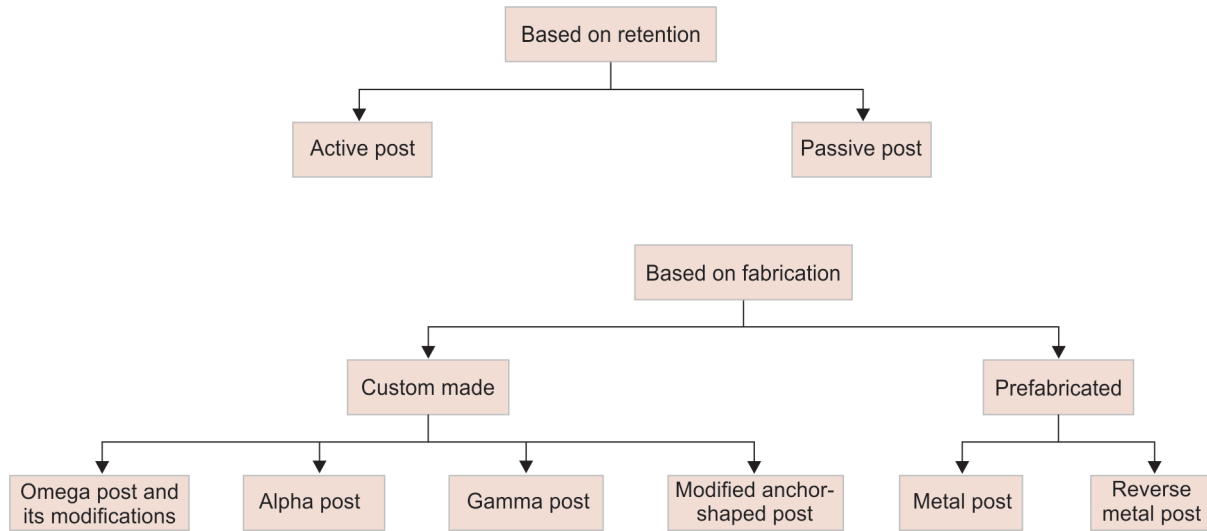 Based on retention
Active post
Passive post
Based on fabrication
Custom made
Prefabricated
Omega post and
its modifications
Alpha post
Gamma post
Modified anchor-
shaped post
Metal post
Reverse
metal post